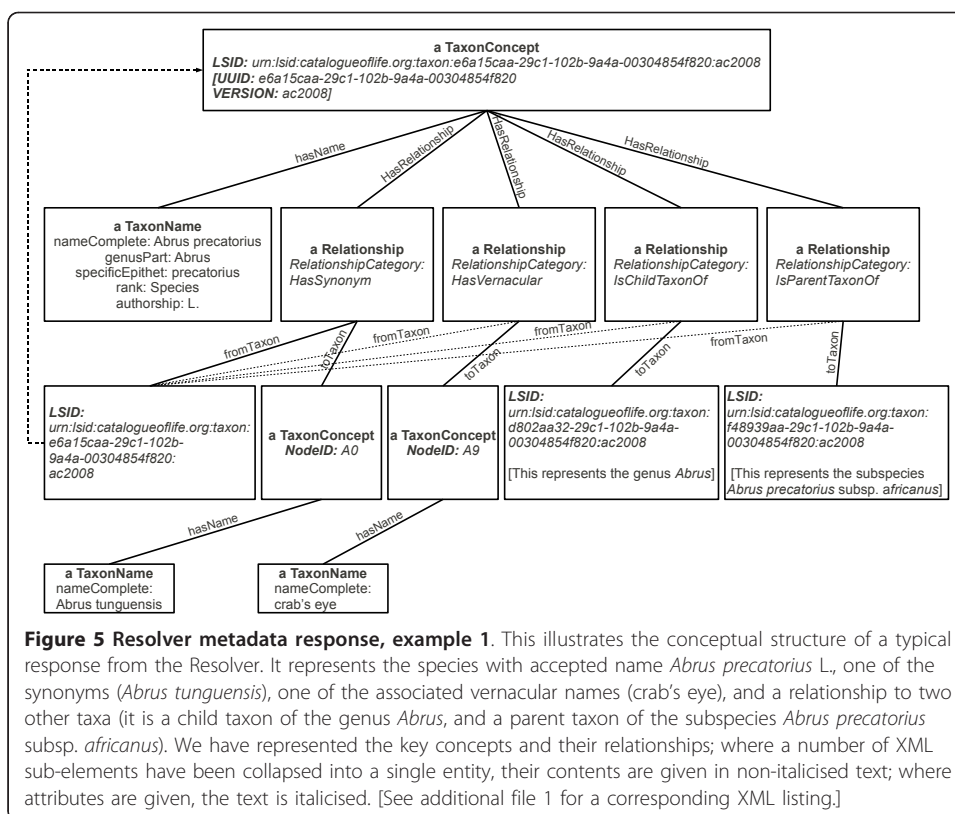 a TaxonConcept
LSID: urn:lsid:catalogueoflife.org:taxon:e6a15caa-29c1-102b-9a4a-00304854f820:ac2008
[UUID: e6a15caa-29c1-102b-9a4a-00304854f820
VERSION: ac2008]
hasName
HasRelationship
HasRelationship
HasRelationship
HasRelationship
a TaxonName
nameComplete: Abrus precatorius
genusPart: Abrus
specificEpithet: precatorius
rank: Species
authorship: L.
a Relationship
RelationshipCategory:
HasSynonym
a Relationship
RelationshipCategory:
HasVernacular
a Relationship
RelationshipCategory:
IsChildTaxonOf
a Relationship
RelationshipCategory:
IsParentTaxonOf
fromTaxon
toTaxon
fromTaxon
toTaxon
fromTaxon
toTaxon
fromTaxon
toTaxon
LSID:
urn:lsid:catalogueoflife.org:taxon:
e6a15caa-29c1-102b-
9a4a-00304854f820:
ac2008
a TaxonConcept
NodeID: A0
a TaxonConcept
NodeID: A9
LSID:
urn:lsid:catalogueoflife.org:taxon:
d802aa32-29c1-102b-9a4a-
00304854f820:ac2008
[This represents the genus Abrus]
LSID:
urn:lsid:catalogueoflife.org:taxon:
f48939aa-29c1-102b-9a4a-
00304854f820:ac2008
[This represents the subspecies
Abrus precatorius subsp. africanus]
hasName
hasName
a TaxonName
nameComplete:
Abrus tunguensis
a TaxonName
nameComplete:
crab's eye
Figure 5 Resolver metadata response, example 1. This illustrates the conceptual structure of a typical
response from the Resolver. It represents the species with accepted name Abrus precatorius L., one of the
synonyms (Abrus tunguensis), one of the associated vernacular names (crab's eye), and a relationship to two
other taxa (it is a child taxon of the genus Abrus, and a parent taxon of the subspecies Abrus precatorius
subsp. africanus). We have represented the key concepts and their relationships; where a number of XML
sub-elements have been collapsed into a single entity, their contents are given in non-italicised text; where
attributes are given, the text is italicised. [See additional file 1 for a corresponding XML listing.]